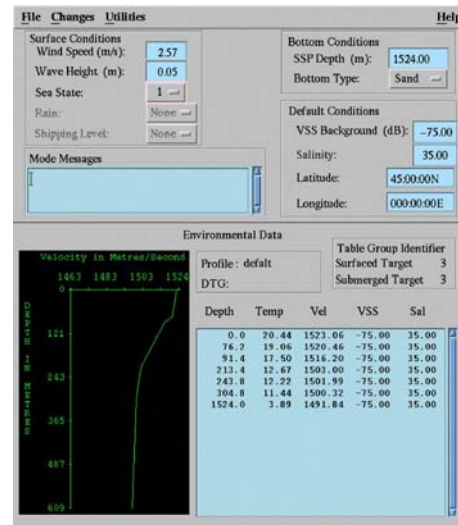 File Changes Utilities Help
Surface Conditions
Wind Speed (m/s): 2.57
Wave Height (m): 0.05
Sea State: 1
Rain: None
Shipping Level: None
Mode Messages
Bottom Conditions
SSP Depth (m): 1524.00
Bottom Type: Sand
Default Conditions
VSS Background (dB): -75.00
Salinity: 35.00
Latitude: 45:00:00N
Longitude: 000:00:00E
Environmental Data
Velocity in Metres/Second
1463 1483 1503 1524
0
121
243
365
487
609
DEPTH IN METRES
Profile : defalt
DTG:
Table Group Identifier
Surfaced Target 3
Submerged Target 3
Depth Temp Vel VSS Sal
0.0 20.44 1523.06 -75.00 35.00
76.2 19.06 1520.46 -75.00 35.00
91.4 17.50 1516.20 -75.00 35.00
213.4 12.67 1503.00 -75.00 35.00
243.8 12.22 1501.99 -75.00 35.00
304.8 11.44 1500.32 -75.00 35.00
1524.0 3.89 1491.84 -75.00 35.00